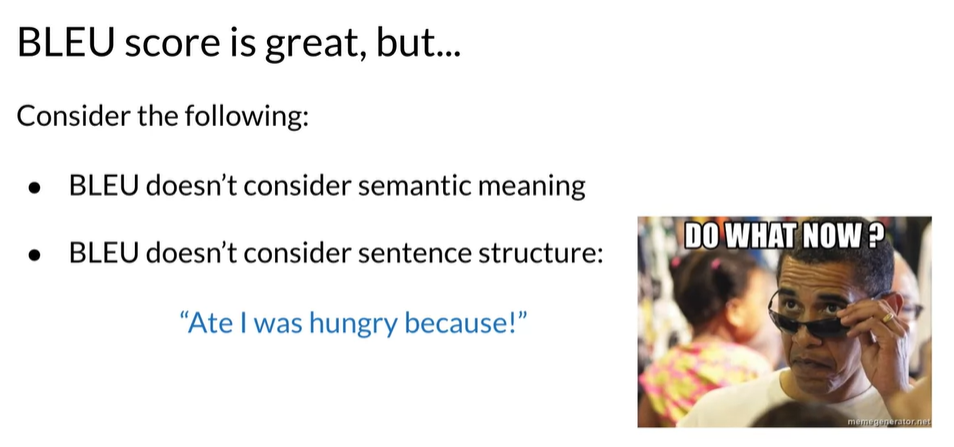 BLEU score is great, but...
Consider the following:
● BLEU doesn’t consider semantic meaning
● BLEU doesn’t consider sentence structure:
“Ate I was hungry because!”
DO WHAT NOW ?
memegenerator.net